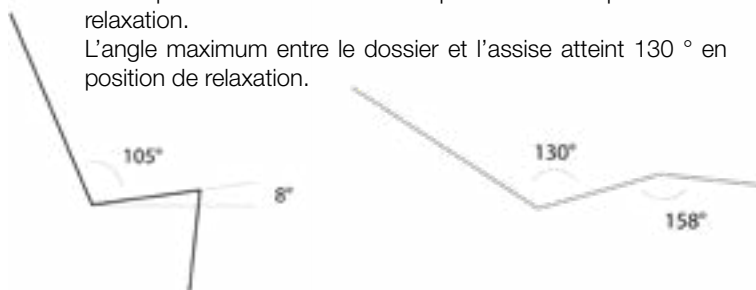 relaxation.
L'angle maximum entre le dossier et l'assise atteint 130 ° en
position de relaxation.
105°
8°
130°
158°